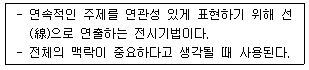 - 연속적인 주제를 연관성 있게 표현하기 위해 선
(線)으로 연출하는 전시기법이다.
- 전체의 맥락이 중요하다고 생각될 때 사용된다.